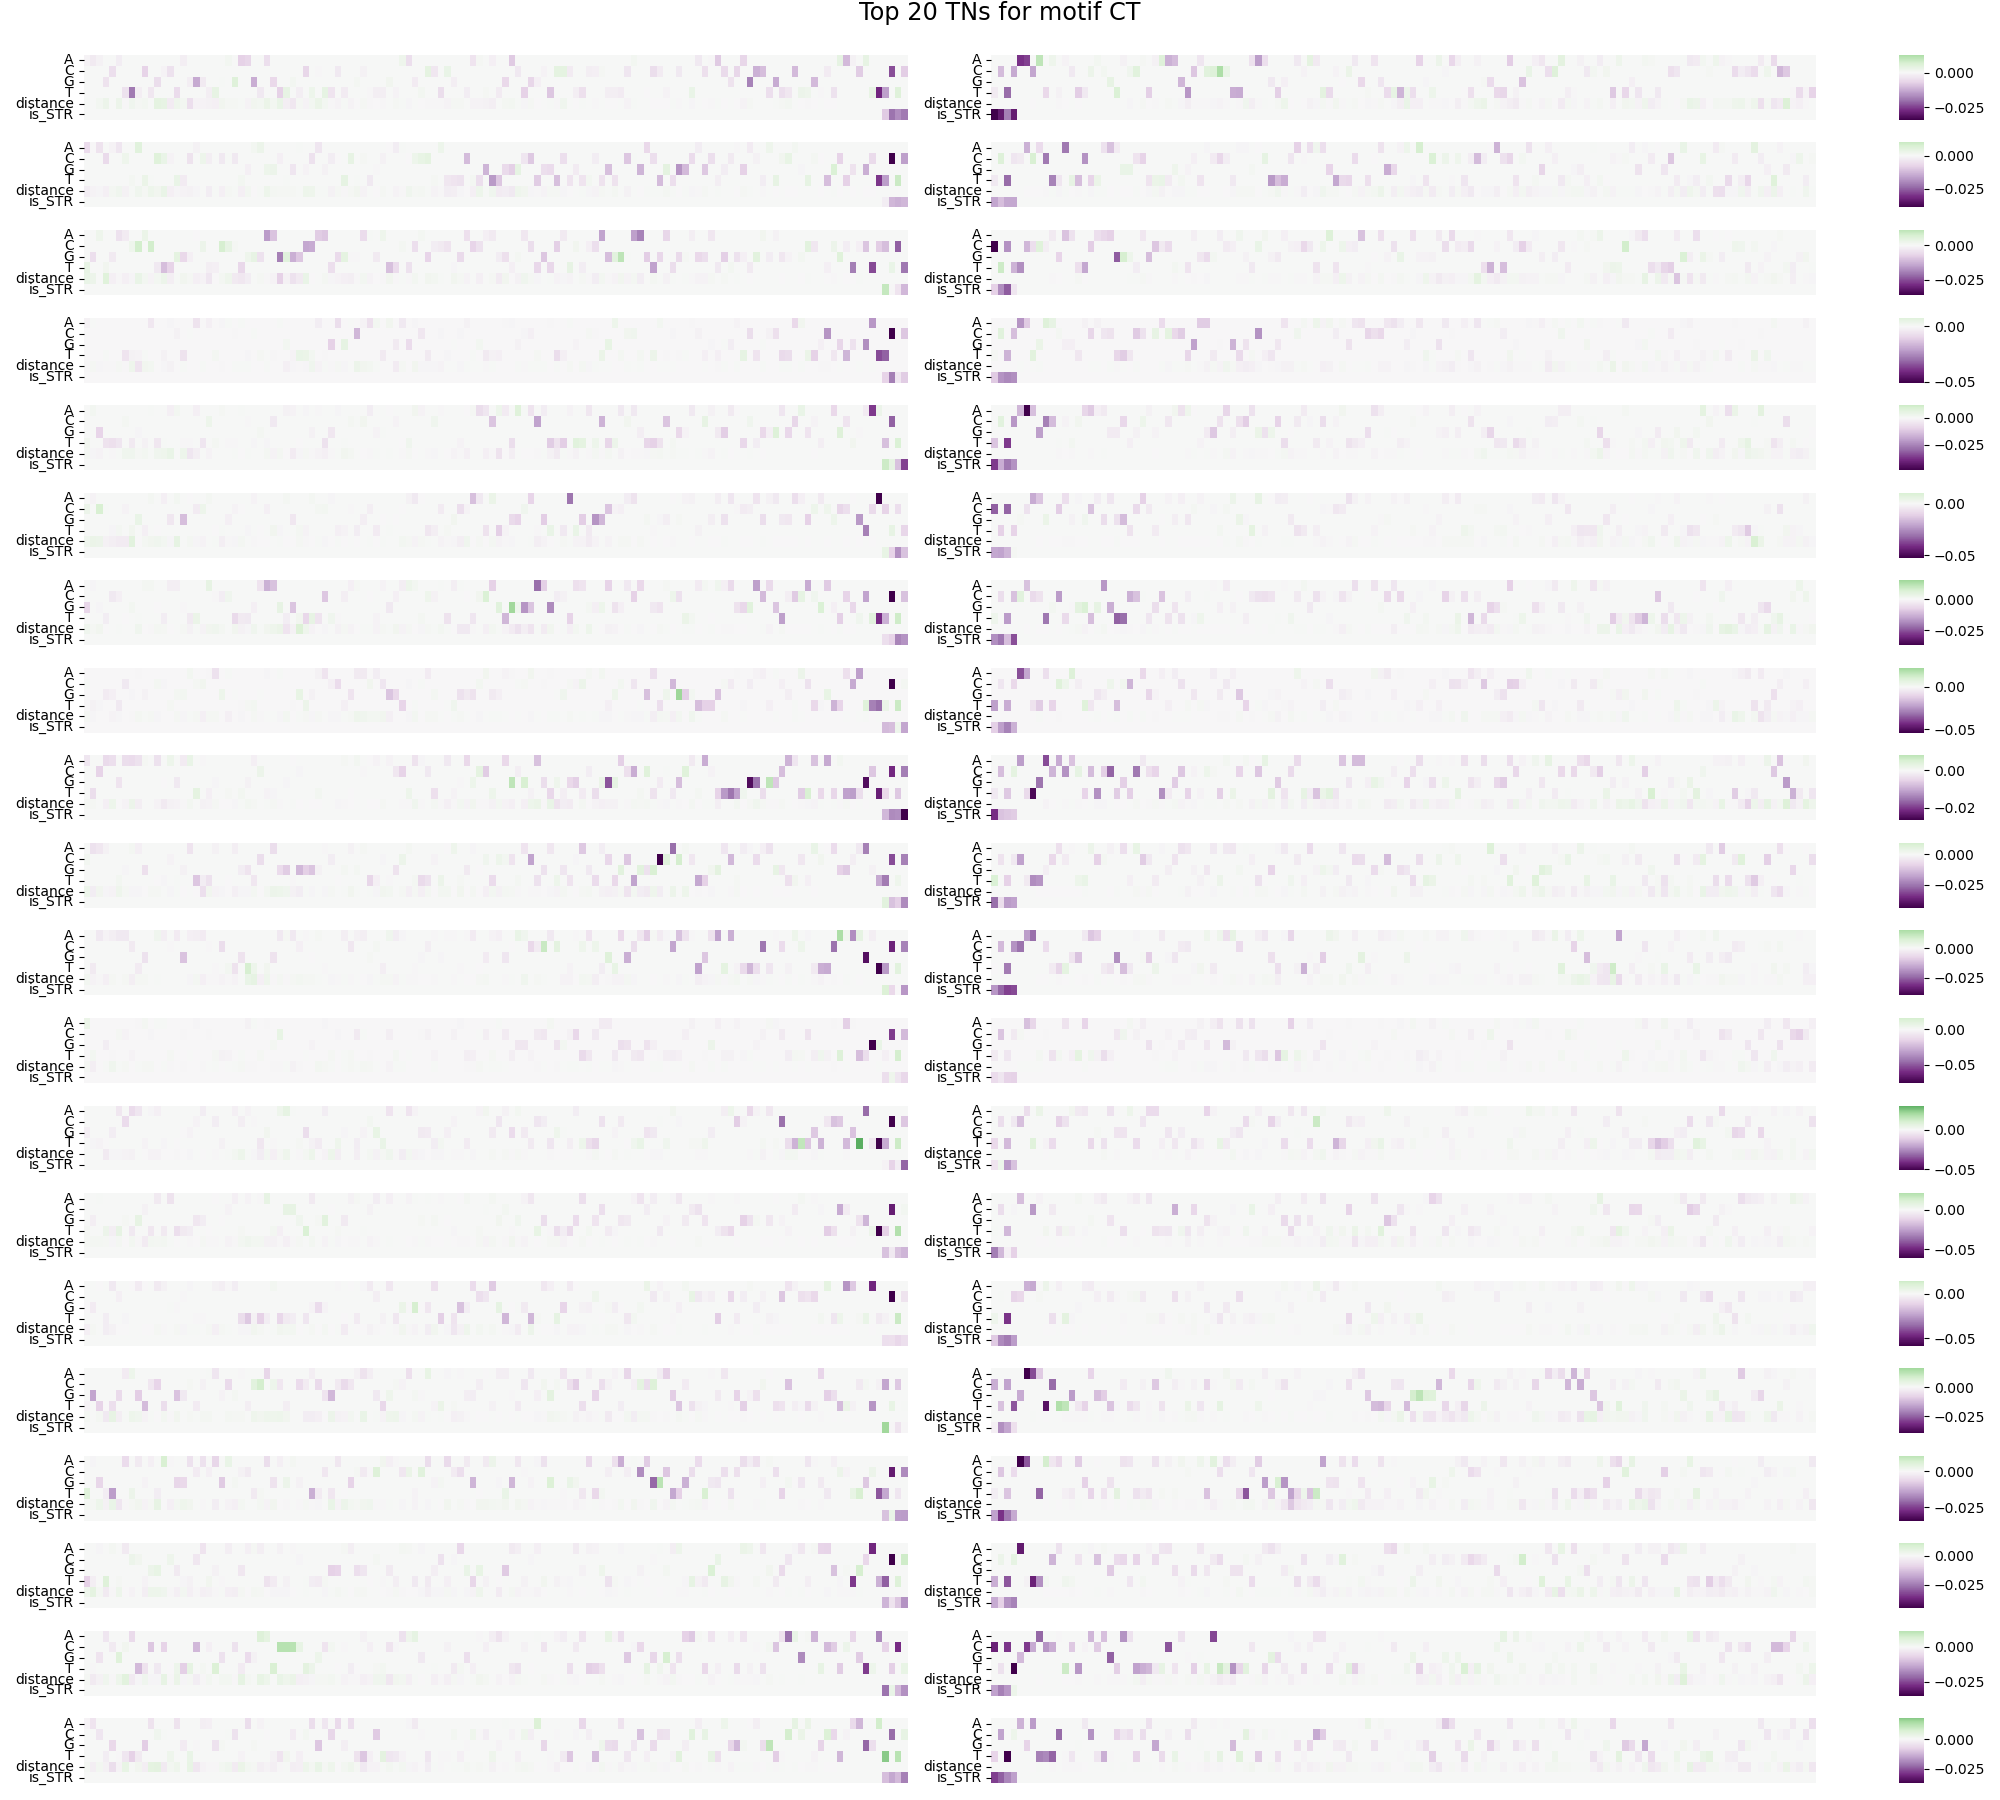 Top 20 TNs for motif CT
A A
C C 0.000
G G
T T
distance distance −0.025
is_STR is_STR
A A
C C 0.000
G G
T T
distance distance −0.025
is_STR is_STR
A A
C C 0.000
G G
T T
distance distance −0.025
is_STR is_STR
A A 0.00
C C
G G
T T
distance distance
is_STR is_STR −0.05
A A
C C 0.000
G G
T T −0.025
distance distance
is_STR is_STR
A A
C C 0.00
G G
T T
distance distance
is_STR is_STR −0.05
A A
C C 0.000
G G
T T
distance distance −0.025
is_STR is_STR
A A
C C 0.00
G G
T T
distance distance
is_STR is_STR −0.05
A A
C C 0.00
G G
T T
distance distance −0.02
is_STR is_STR
A A
C C 0.000
G G
T T −0.025
distance distance
is_STR is_STR
A A
C C 0.000
G G
T T
distance distance −0.025
is_STR is_STR
A A
C C 0.00
G G
T T
distance distance −0.05
is_STR is_STR
A A
C C
G G 0.00
T T
distance distance
is_STR is_STR −0.05
A A
C C 0.00
G G
T T
distance distance
is_STR is_STR −0.05
A A
C C 0.00
G G
T T
distance distance
is_STR is_STR −0.05
A A
C C 0.000
G G
T T
distance distance −0.025
is_STR is_STR
A A
C C 0.000
G G
T T
distance distance −0.025
is_STR is_STR
A A
C C 0.000
G G
T T −0.025
distance distance
is_STR is_STR
A A
C C 0.000
G G
T T
distance distance −0.025
is_STR is_STR
A A
C C
G G 0.000
T T
distance distance −0.025
is_STR is_STR